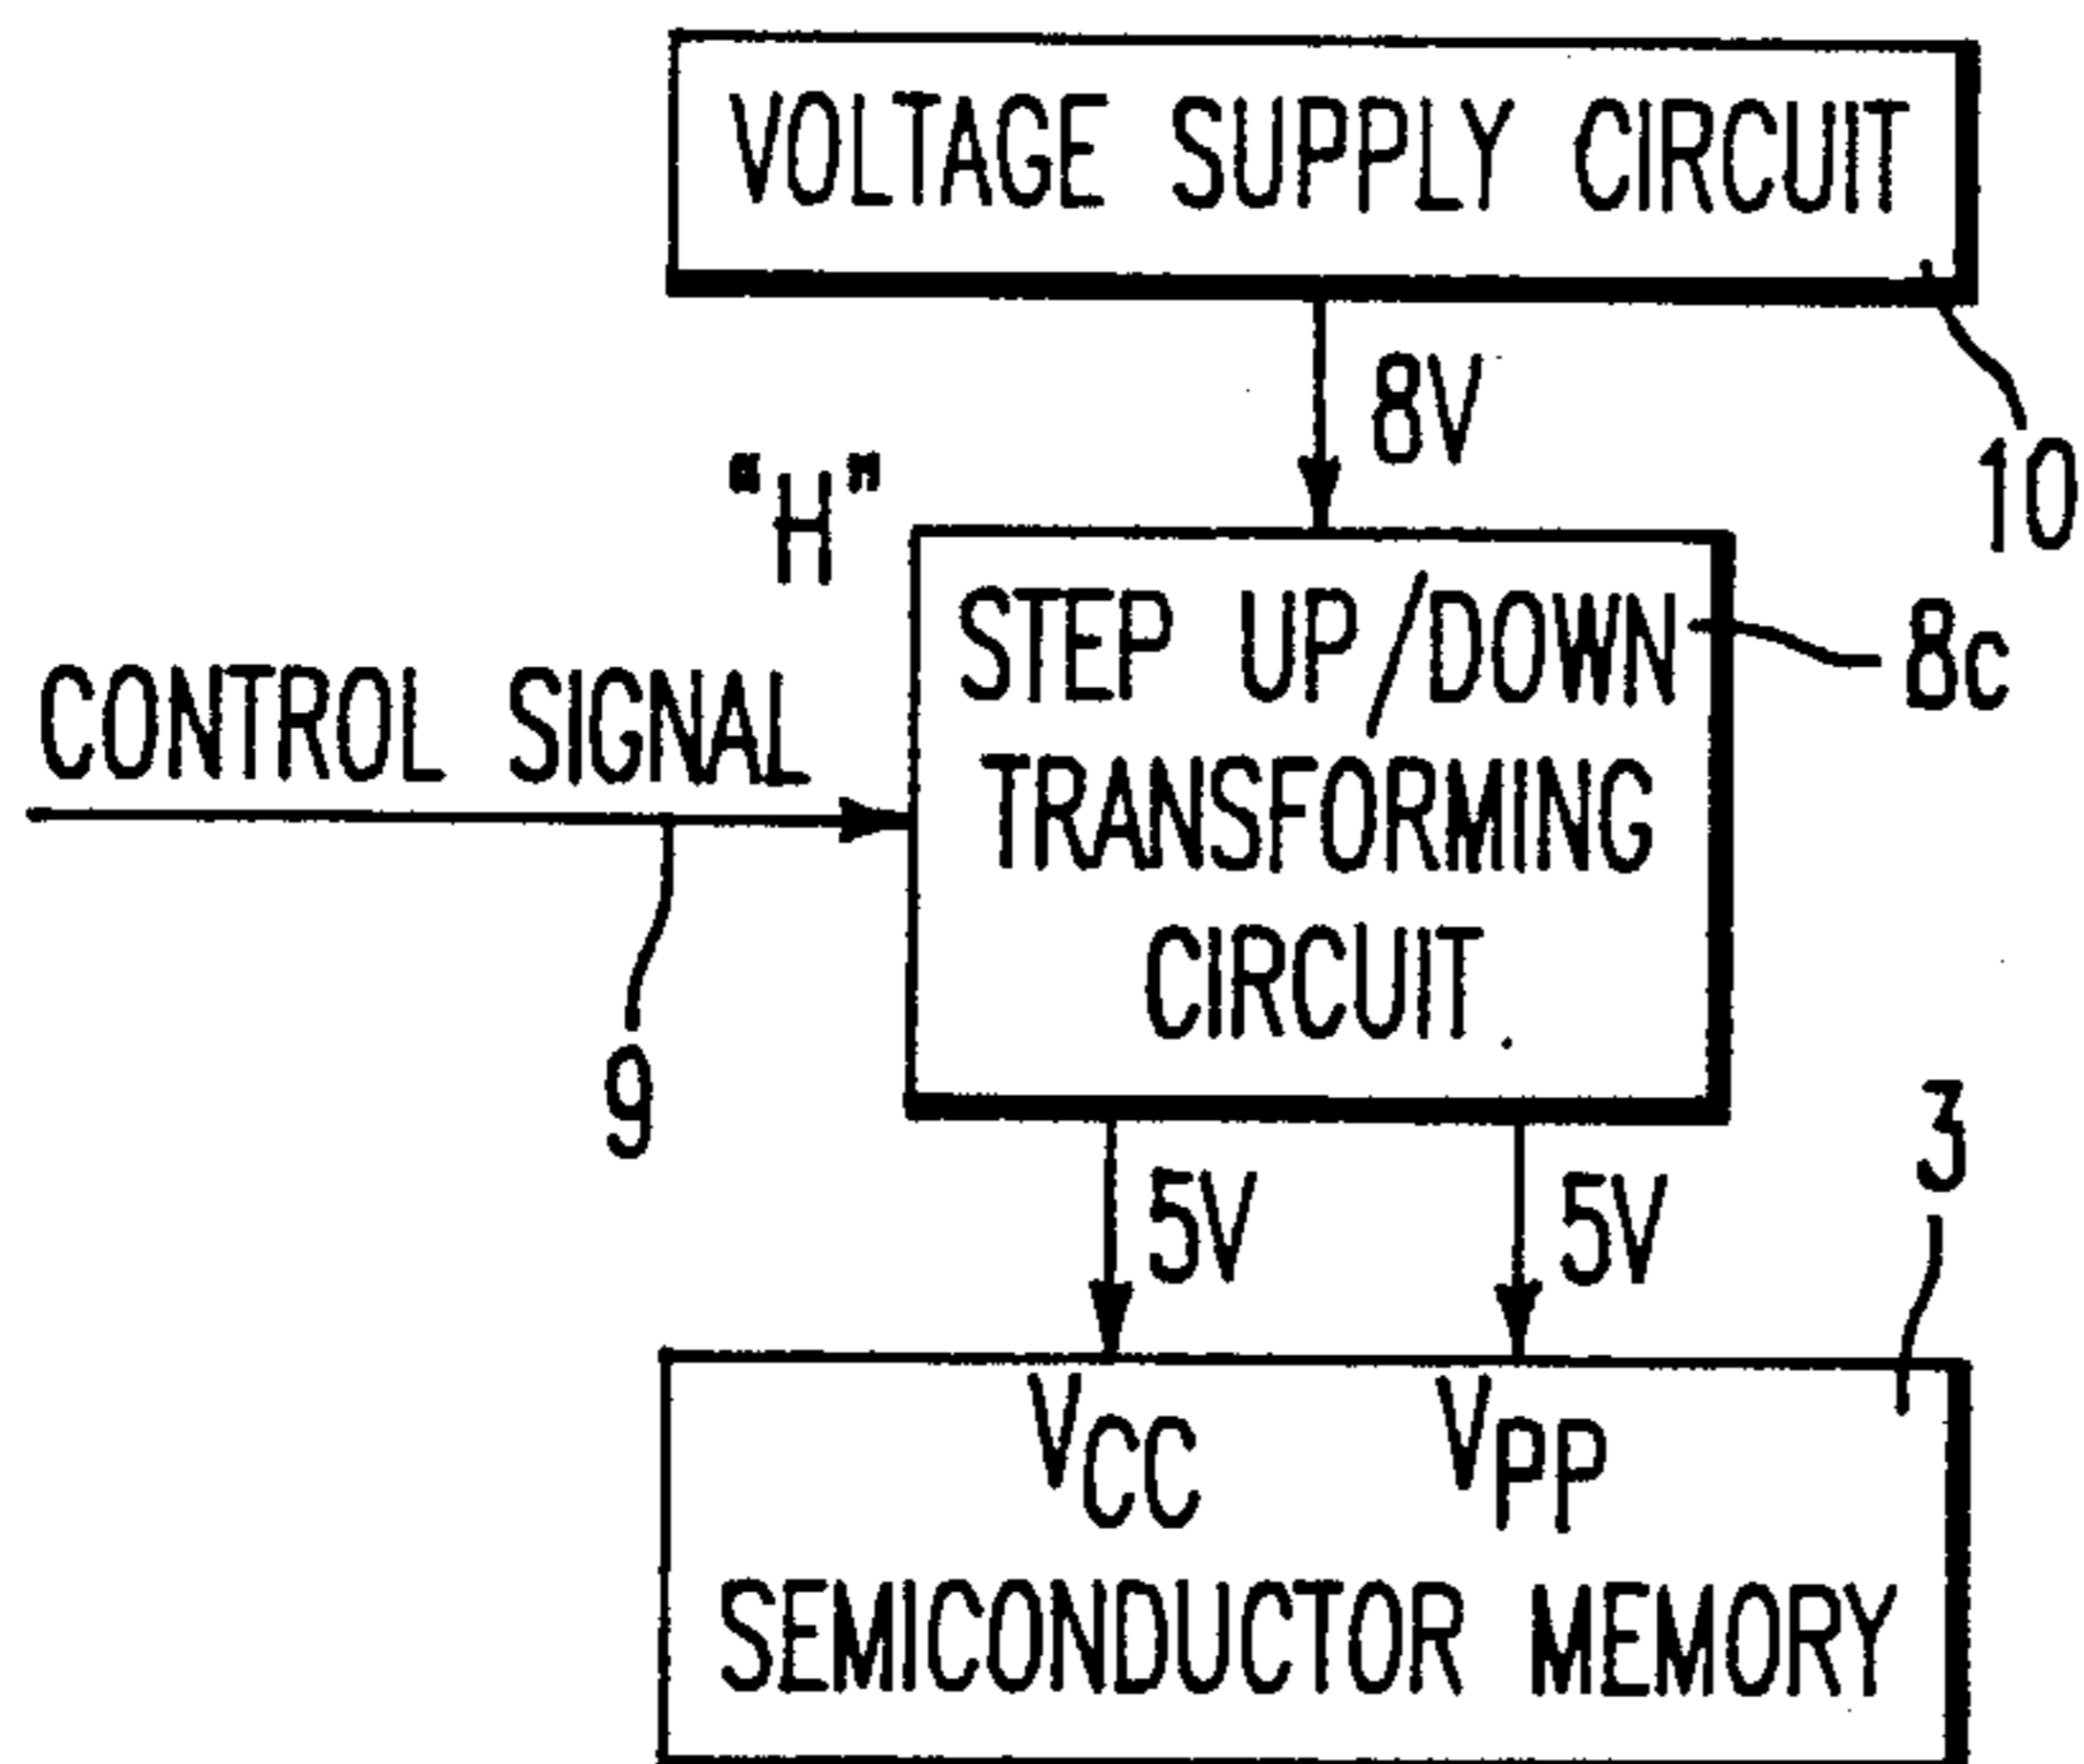 VOLTAGE SUPPLY CIRCUIT
8V
10
"H"
CONTROL SIGNAL
STEP UP/DOWN
TRANSFORMING
CIRCUIT
8c
9
3
5V
5V
VCC
VPP
SEMICONDUCTOR MEMORY